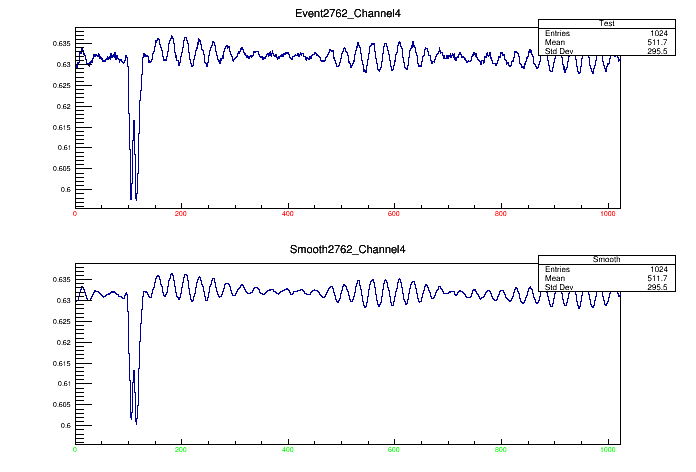 Event2762_Channel4
Test
Entries 1024
Mean 511.7
Std Dev 295.5
0.635
0.63
0.625
0.62
0.615
0.61
0.605
0.6
0 200 400 600 800 1000
Smooth2762_Channel4
Smooth
Entries 1024
Mean 511.7
Std Dev 295.5
0.635
0.63
0.625
0.62
0.615
0.61
0.605
0.6
0 200 400 600 800 1000